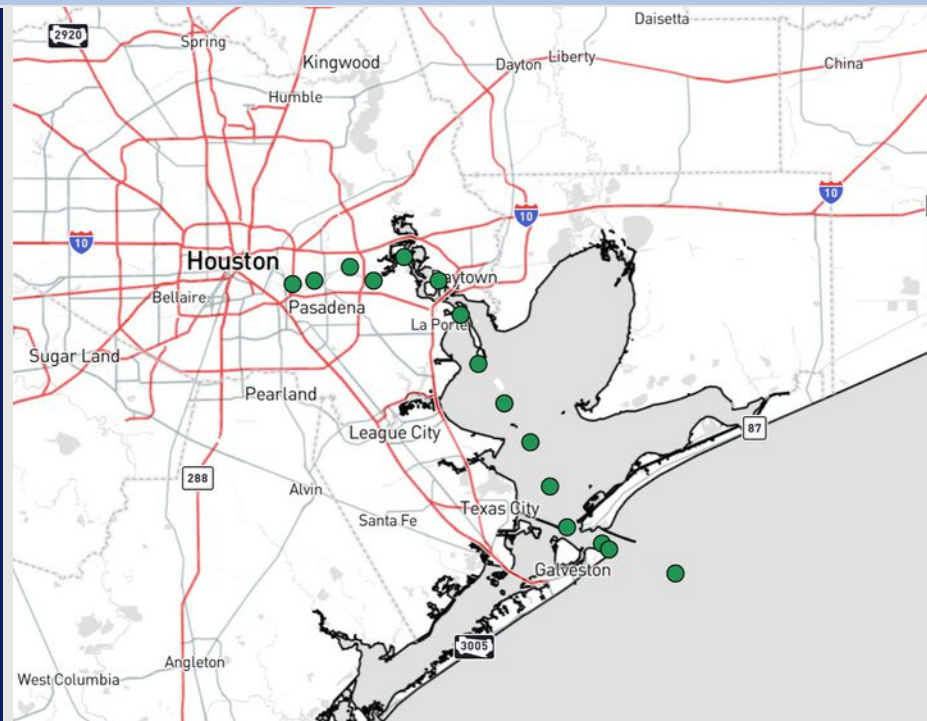 Daisetta
2920
Spring
Kingwood
Dayton
Liberty
China
Humble
10
10
10
Houston
Baytown
Bellaire
Pasadena
La Porte
Sugar Land
Pearland
87
League City
288
Alvin
Texas City
Santa Fe
Galveston
3005
Angleton
West Columbia